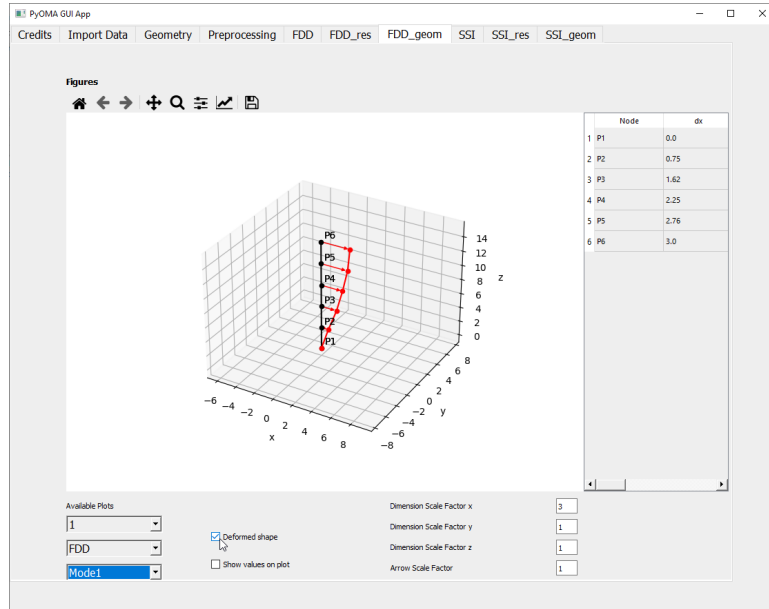 PyOMA GUI App
Credits Import Data Geometry Preprocessing FDD FDD_res FDD_geom SSI SSI_res SSI_geom
Figures
Node dx
1 P1 0.0
2 P2 0.75
3 P3 1.62
4 P4 2.25
5 P5 2.76
6 P6 3.0
P6
P5
P4
P3
P2
P1
14
12
10
8
6
4
2
0
z
−6 −4 −2 0 2 4 6 8
x
−8 −6 −4 −2 0 2 4 6 8
y
Available Plots
1
FDD
Mode1
Deformed shape
Show values on plot
Dimension Scale Factor x 3
Dimension Scale Factor y 1
Dimension Scale Factor z 1
Arrow Scale Factor 1